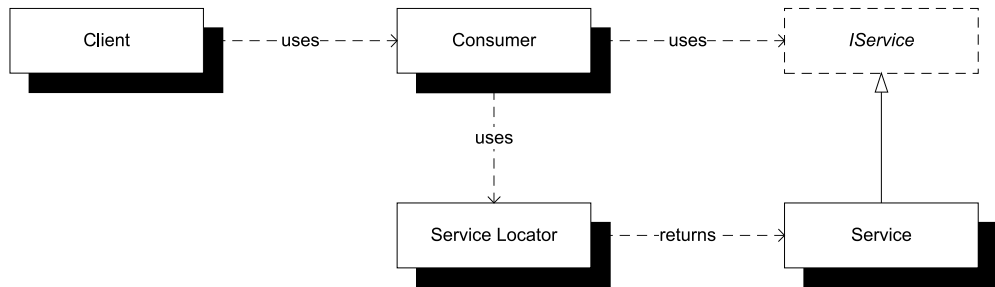 Client
uses
Consumer
uses
IService
uses
Service Locator
returns
Service